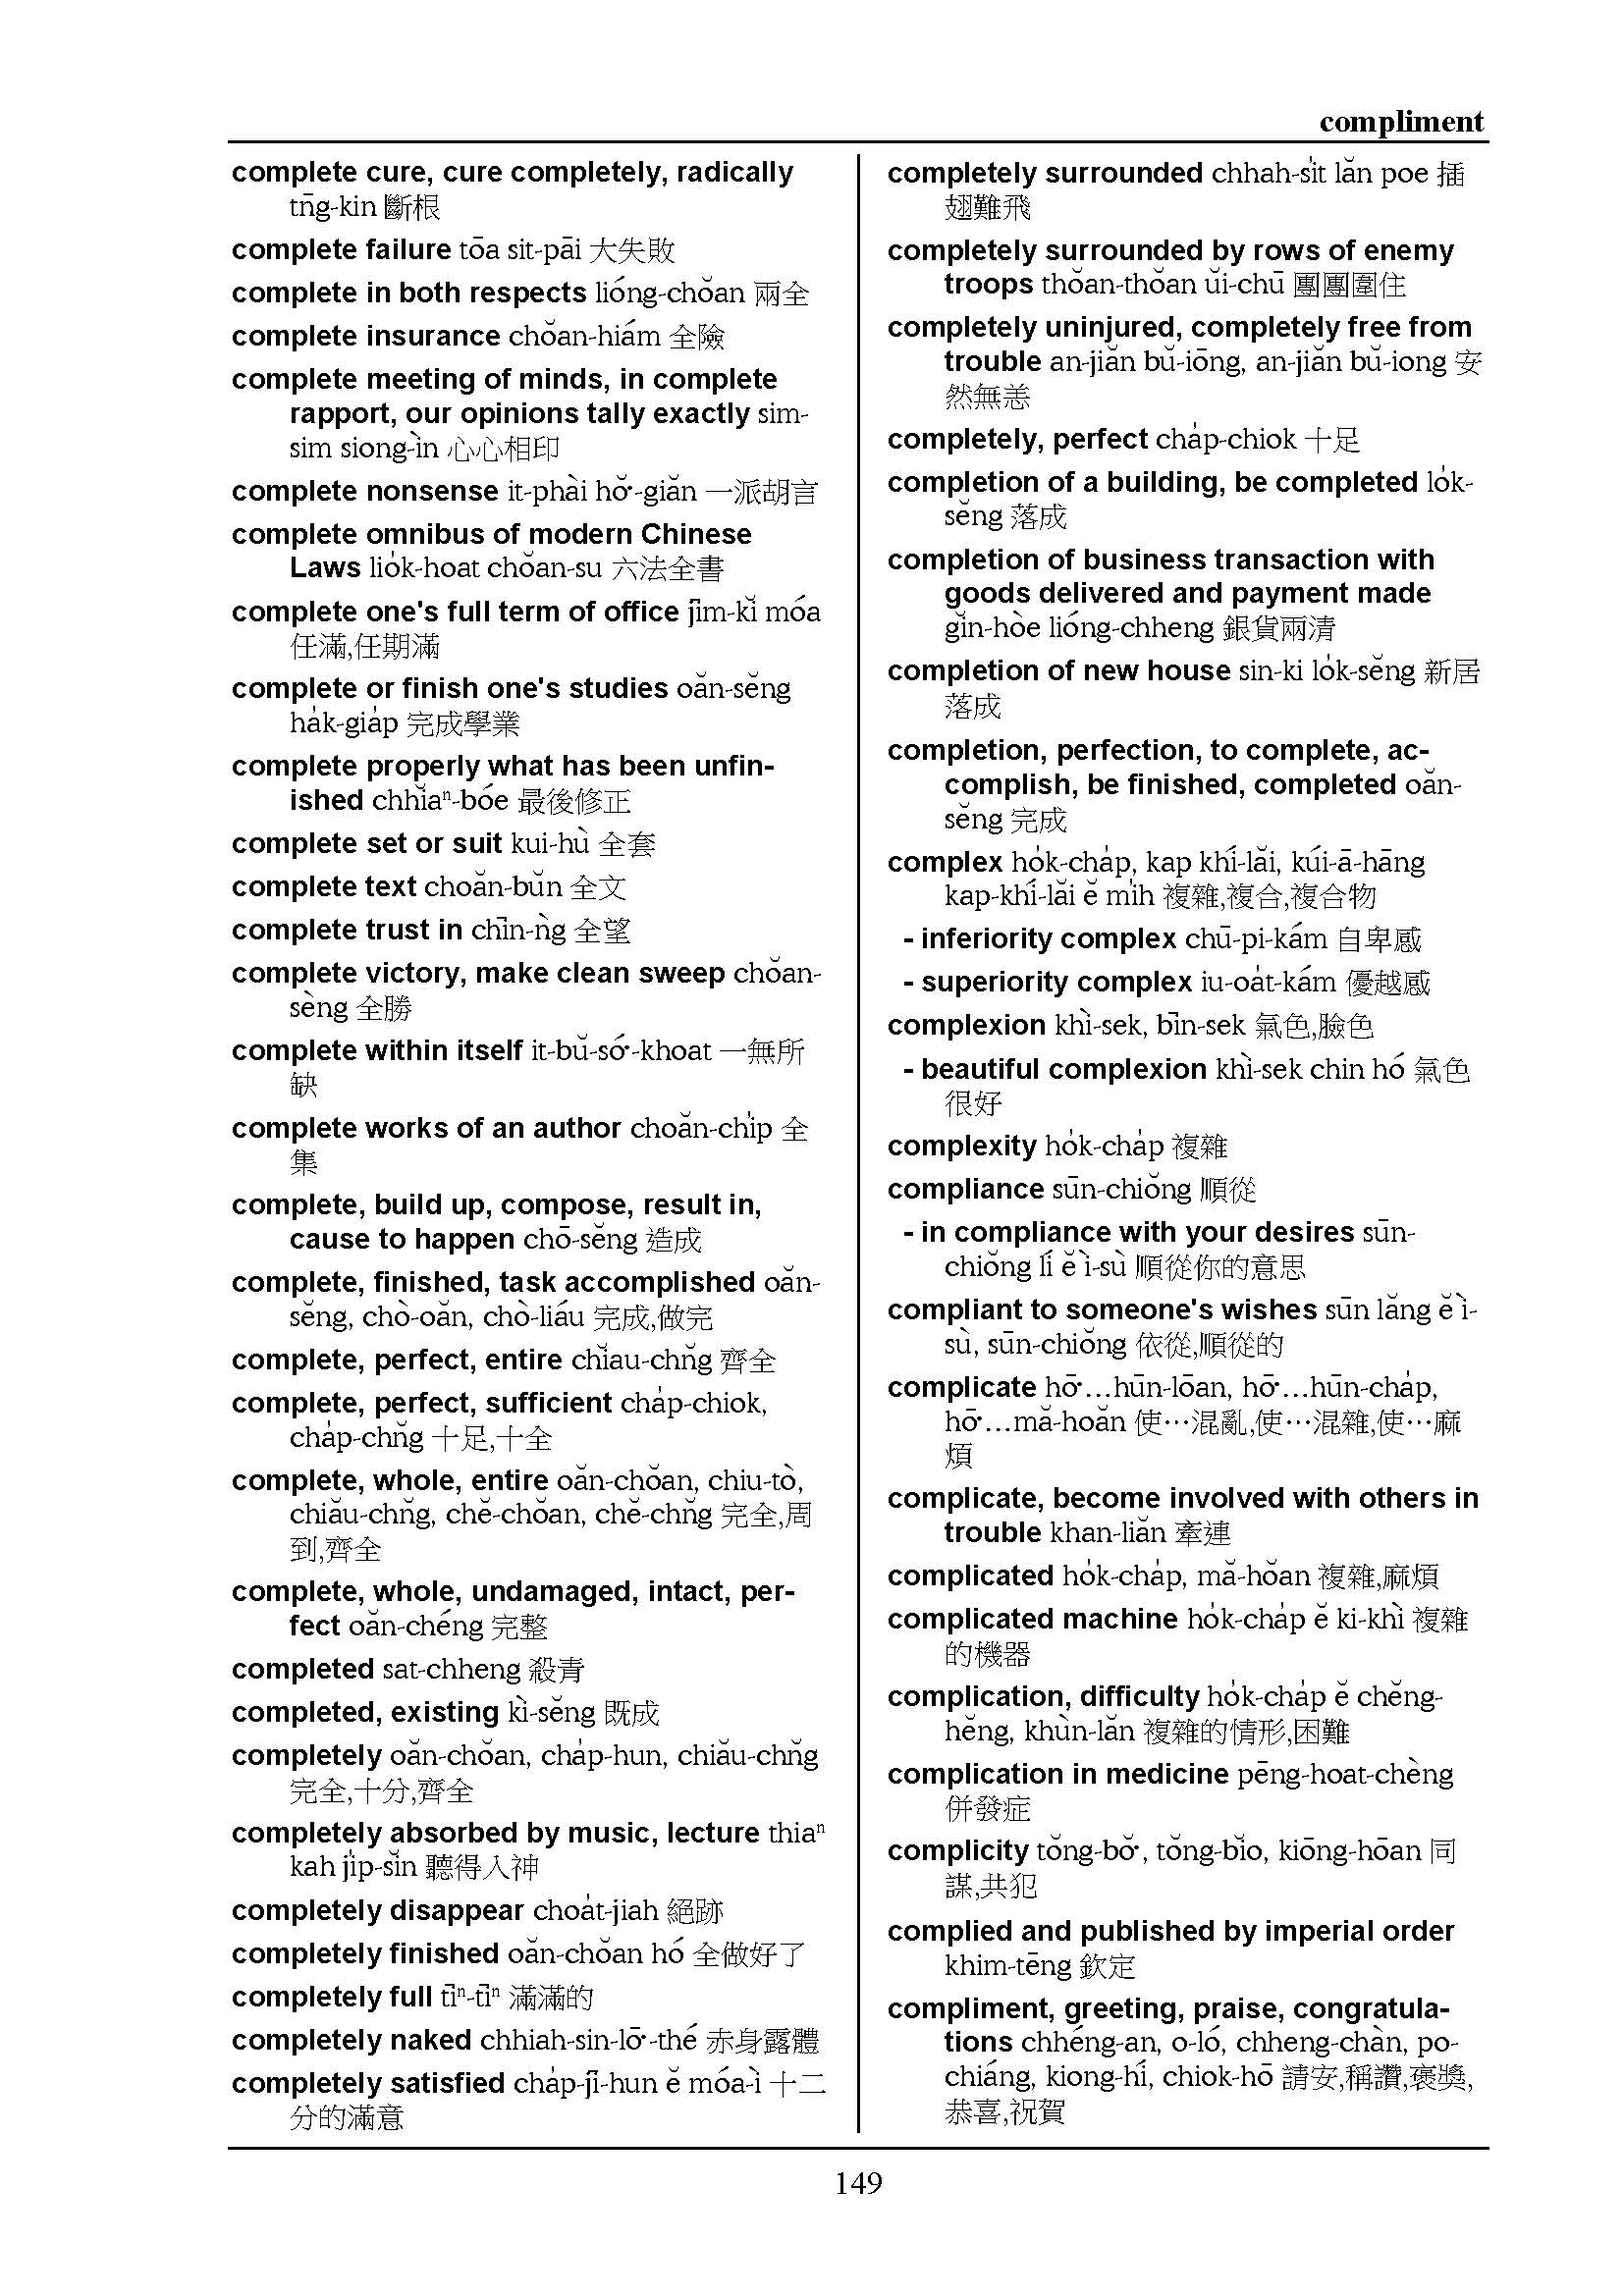 compliment
complete cure, cure completely, radically
tn̄g-kin 斷根
complete failure tōa sit-pāi 大失敗
complete in both respects lióng-chŏan 兩全
complete insurance chŏan-hiám 全險
complete meeting of minds, in complete
rapport, our opinions tally exactly sim-
sim siong-ìn 心心相印
complete nonsense it-phài hŏ͘-giăn 一派胡言
complete omnibus of modern Chinese
Laws lio̍k-hoat chŏan-su 六法全書
complete one's full term of office jīm-kĭ móa
任滿,任期滿
complete or finish one's studies oăn-sĕng
ha̍k-gia̍p 完成學業
complete properly what has been unfin-
ished chhĭaⁿ-bóe 最後修正
complete set or suit kui-hù 全套
complete text choăn-bŭn 全文
complete trust in chīn-ǹg 全望
complete victory, make clean sweep chŏan-
sèng 全勝
complete within itself it-bŭ-só͘-khoat 一無所
缺
complete works of an author choăn-chi̍p 全
集
complete, build up, compose, result in,
cause to happen chō-sĕng 造成
complete, finished, task accomplished oăn-
sĕng, chò-oăn, chò-liáu 完成,做完
complete, perfect, entire chĭau-chn̆g 齊全
complete, perfect, sufficient cha̍p-chiok,
cha̍p-chn̆g 十足,十全
complete, whole, entire oăn-chŏan, chiu-tò,
chiău-chn̆g, chĕ-chŏan, chĕ-chn̆g 完全,周
到,齊全
complete, whole, undamaged, intact, per-
fect oăn-chéng 完整
completed sat-chheng 殺青
completed, existing kì-sĕng 既成
completely oăn-chŏan, cha̍p-hun, chiău-chn̆g
完全,十分,齊全
completely absorbed by music, lecture thiaⁿ
kah ji̍p-sĭn 聽得入神
completely disappear choa̍t-jiah 絕跡
completely finished oăn-chŏan hó 全做好了
completely full tīⁿ-tīⁿ 滿滿的
completely naked chhiah-sin-lō͘-thé 赤身露體
completely satisfied cha̍p-jī-hun ĕ móa-ì 十二
分的滿意
completely surrounded chhah-si̍t lăn poe 插
翅難飛
completely surrounded by rows of enemy
troops thŏan-thŏan ŭi-chū 團團圍住
completely uninjured, completely free from
trouble an-jiăn bŭ-iōng, an-jiăn bŭ-iong 安
然無恙
completely, perfect cha̍p-chiok 十足
completion of a building, be completed lo̍k-
sĕng 落成
completion of business transaction with
goods delivered and payment made
gĭn-hòe lióng-chheng 銀貨兩清
completion of new house sin-ki lo̍k-sĕng 新居
落成
completion, perfection, to complete, ac-
complish, be finished, completed oăn-
sĕng 完成
complex ho̍k-cha̍p, kap khí-lăi, kúi-ā-hāng
kap-khí-lăi ĕ mi̍h 複雜,複合,複合物
- inferiority complex chū-pi-kám 自卑感
- superiority complex iu-oa̍t-kám 優越感
complexion khì-sek, bīn-sek 氣色,臉色
- beautiful complexion khì-sek chin hó 氣色
很好
complexity ho̍k-cha̍p 複雜
compliance sūn-chiŏng 順從
- in compliance with your desires sūn-
chiŏng lí ĕ ì-sù 順從你的意思
compliant to someone's wishes sūn lăng ĕ ì-
sù, sūn-chiŏng 依從,順從的
complicate hō͘…hūn-lōan, hō͘…hūn-cha̍p,
hō͘…mă-hoăn 使…混亂,使…混雜,使…麻
煩
complicate, become involved with others in
trouble khan-liăn 牽連
complicated ho̍k-cha̍p, mă-hŏan 複雜,麻煩
complicated machine ho̍k-cha̍p ĕ ki-khì 複雜
的機器
complication, difficulty ho̍k-cha̍p ĕ chĕng-
hĕng, khùn-lăn 複雜的情形,困難
complication in medicine pēng-hoat-chèng
併發症
complicity tŏng-bŏ͘, tŏng-bĭo, kiōng-hōan 同
謀,共犯
complied and published by imperial order
khim-tēng 欽定
compliment, greeting, praise, congratula-
tions chhéng-an, o-ló, chheng-chàn, po-
chiáng, kiong-hí, chiok-hō 請安,稱讚,褒獎,
恭喜,祝賀
149